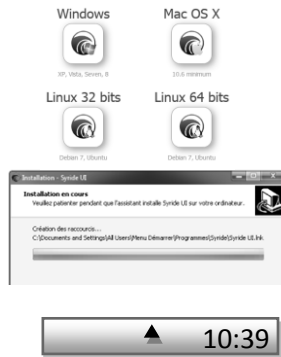 Windows
Mac OS X
XP, Vista, Seven, 8
10.6 minimum
Linux 32 bits
Linux 64 bits
Debian 7, Ubuntu
Debian 7, Ubuntu
Installation - Syride UI
Installation en cours
Veuillez patienter pendant que l'assistant installe Syride UI sur votre ordinateur.
Création des raccourcis...
C:\Documents and Settings\All Users\Menu Démarrer\Programmes\Syride\Syride UI.lnk
10:39